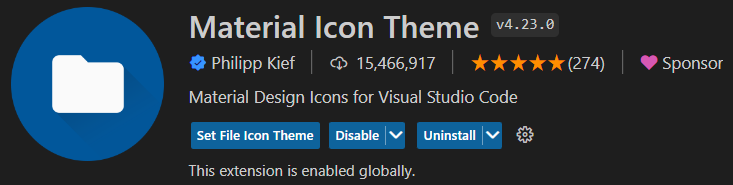 Material Icon Theme v4.23.0
Philipp Kief 15,466,917 (274) Sponsor
Material Design Icons for Visual Studio Code
Set File Icon Theme Disable Uninstall
This extension is enabled globally.